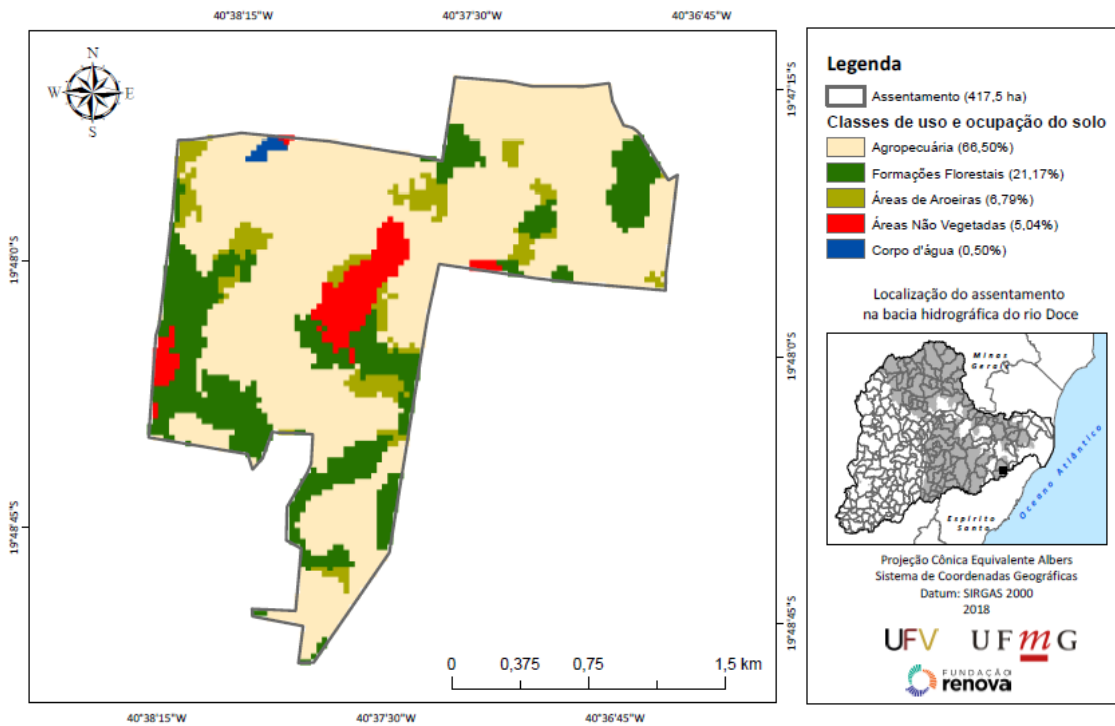 40°38'15"W
40°37'30"W
40°36'45"W
N
W
E
S
19°47'15"S
19°48'0"S
19°48'0"S
19°48'45"S
19°48'45"S
0
0,375
0,75
1,5 km
40°38'15"W
40°37'30"W
40°36'45"W
Legenda
Assentamento (417,5 ha)
Classes de uso e ocupação do solo
Agropecuária (66,50%)
Formações Florestais (21,17%)
Áreas de Aroeiras (6,79%)
Áreas Não Vegetadas (5,04%)
Corpo d'água (0,50%)
Localização do assentamento
na bacia hidrográfica do rio Doce
Minas
Gerais
Oceano Atlântico
Espírito
Santo
Projeção Cônica Equivalente Albers
Sistema de Coordenadas Geográficas
Datum: SIRGAS 2000
2018
UFV
UFmG
FUNDAÇÃO
renova